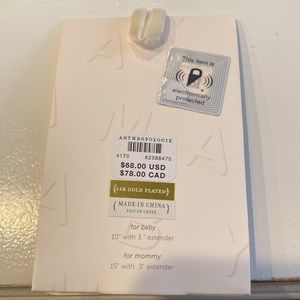 This item is
electronically
protected
ANTHROPOLOGIE
4170 62388475
$68.00 USD
$78.00 CAD
{14K GOLD PLATED}
{MADE IN CHINA}
FAIT EN CHINE
for baby
10" with 3" extender
for mommy
15" with 3" extender